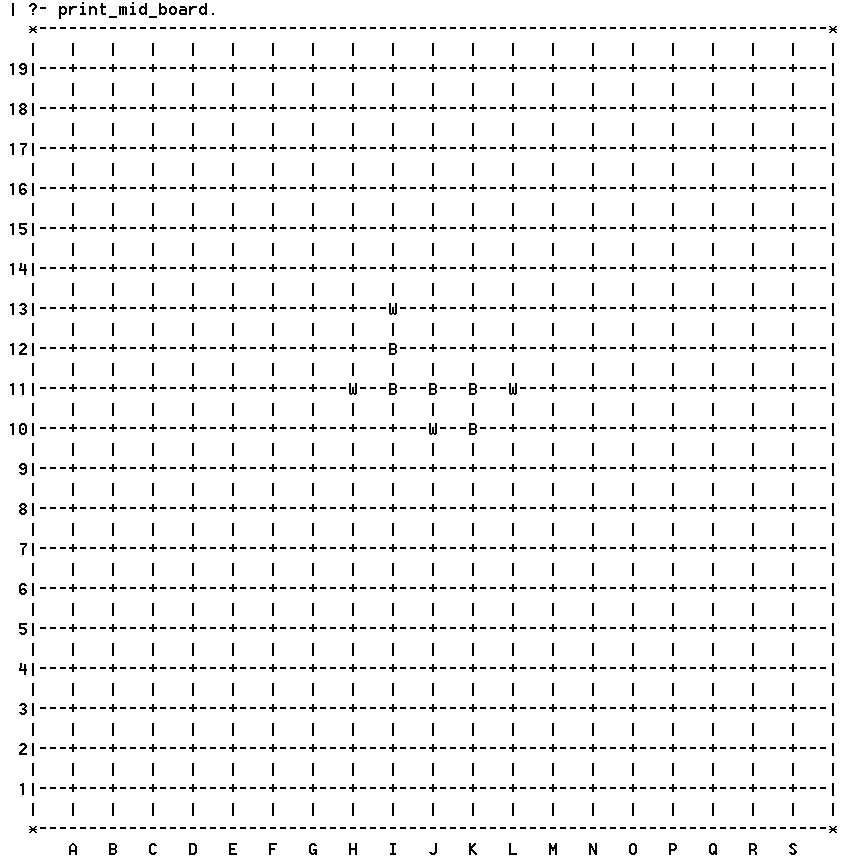 | ?- print_mid_board.
*-------------------------------------------------------------------------------*
   |   |   |   |   |   |   |   |   |   |   |   |   |   |   |   |   |   |   |   |   |
19|---+---+---+---+---+---+---+---+---+---+---+---+---+---+---+---+---+---+---+---|
   |   |   |   |   |   |   |   |   |   |   |   |   |   |   |   |   |   |   |   |   |
18|---+---+---+---+---+---+---+---+---+---+---+---+---+---+---+---+---+---+---+---|
   |   |   |   |   |   |   |   |   |   |   |   |   |   |   |   |   |   |   |   |   |
17|---+---+---+---+---+---+---+---+---+---+---+---+---+---+---+---+---+---+---+---|
   |   |   |   |   |   |   |   |   |   |   |   |   |   |   |   |   |   |   |   |   |
16|---+---+---+---+---+---+---+---+---+---+---+---+---+---+---+---+---+---+---+---|
   |   |   |   |   |   |   |   |   |   |   |   |   |   |   |   |   |   |   |   |   |
15|---+---+---+---+---+---+---+---+---+---+---+---+---+---+---+---+---+---+---+---|
   |   |   |   |   |   |   |   |   |   |   |   |   |   |   |   |   |   |   |   |   |
14|---+---+---+---+---+---+---+---+---+---+---+---+---+---+---+---+---+---+---+---|
   |   |   |   |   |   |   |   |   |   |   |   |   |   |   |   |   |   |   |   |   |
13|---+---+---+---+---+---+---+---+---W---+---+---+---+---+---+---+---+---+---+---|
   |   |   |   |   |   |   |   |   |   |   |   |   |   |   |   |   |   |   |   |   |
12|---+---+---+---+---+---+---+---+---B---+---+---+---+---+---+---+---+---+---+---|
   |   |   |   |   |   |   |   |   |   |   |   |   |   |   |   |   |   |   |   |   |
11|---+---+---+---+---+---+---+---W---B---B---B---W---+---+---+---+---+---+---+---|
   |   |   |   |   |   |   |   |   |   |   |   |   |   |   |   |   |   |   |   |   |
10|---+---+---+---+---+---+---+---+---+---W---B---+---+---+---+---+---+---+---+---|
   |   |   |   |   |   |   |   |   |   |   |   |   |   |   |   |   |   |   |   |   |
 9|---+---+---+---+---+---+---+---+---+---+---+---+---+---+---+---+---+---+---+---|
   |   |   |   |   |   |   |   |   |   |   |   |   |   |   |   |   |   |   |   |   |
 8|---+---+---+---+---+---+---+---+---+---+---+---+---+---+---+---+---+---+---+---|
   |   |   |   |   |   |   |   |   |   |   |   |   |   |   |   |   |   |   |   |   |
 7|---+---+---+---+---+---+---+---+---+---+---+---+---+---+---+---+---+---+---+---|
   |   |   |   |   |   |   |   |   |   |   |   |   |   |   |   |   |   |   |   |   |
 6|---+---+---+---+---+---+---+---+---+---+---+---+---+---+---+---+---+---+---+---|
   |   |   |   |   |   |   |   |   |   |   |   |   |   |   |   |   |   |   |   |   |
 5|---+---+---+---+---+---+---+---+---+---+---+---+---+---+---+---+---+---+---+---|
   |   |   |   |   |   |   |   |   |   |   |   |   |   |   |   |   |   |   |   |   |
 4|---+---+---+---+---+---+---+---+---+---+---+---+---+---+---+---+---+---+---+---|
   |   |   |   |   |   |   |   |   |   |   |   |   |   |   |   |   |   |   |   |   |
 3|---+---+---+---+---+---+---+---+---+---+---+---+---+---+---+---+---+---+---+---|
   |   |   |   |   |   |   |   |   |   |   |   |   |   |   |   |   |   |   |   |   |
 2|---+---+---+---+---+---+---+---+---+---+---+---+---+---+---+---+---+---+---+---|
   |   |   |   |   |   |   |   |   |   |   |   |   |   |   |   |   |   |   |   |   |
 1|---+---+---+---+---+---+---+---+---+---+---+---+---+---+---+---+---+---+---+---|
   |   |   |   |   |   |   |   |   |   |   |   |   |   |   |   |   |   |   |   |   |
*-------------------------------------------------------------------------------*
      A   B   C   D   E   F   G   H   I   J   K   L   M   N   O   P   Q   R   S